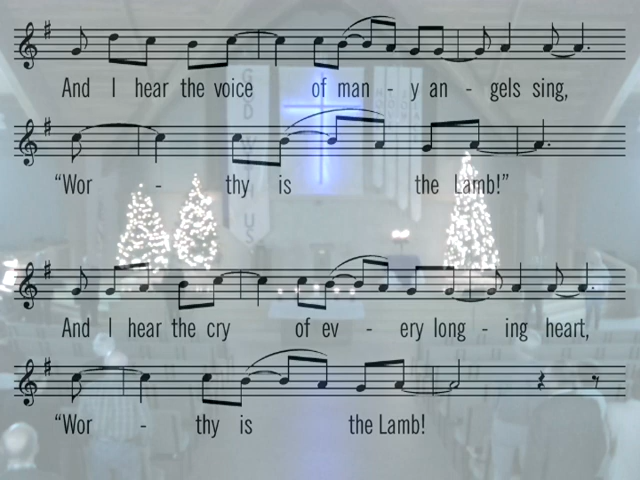 And I hear the voice of man - y an - gels sing,
“Wor - thy is the Lamb!”
And I hear the cry of ev - ery long - ing heart,
“Wor - thy is the Lamb!